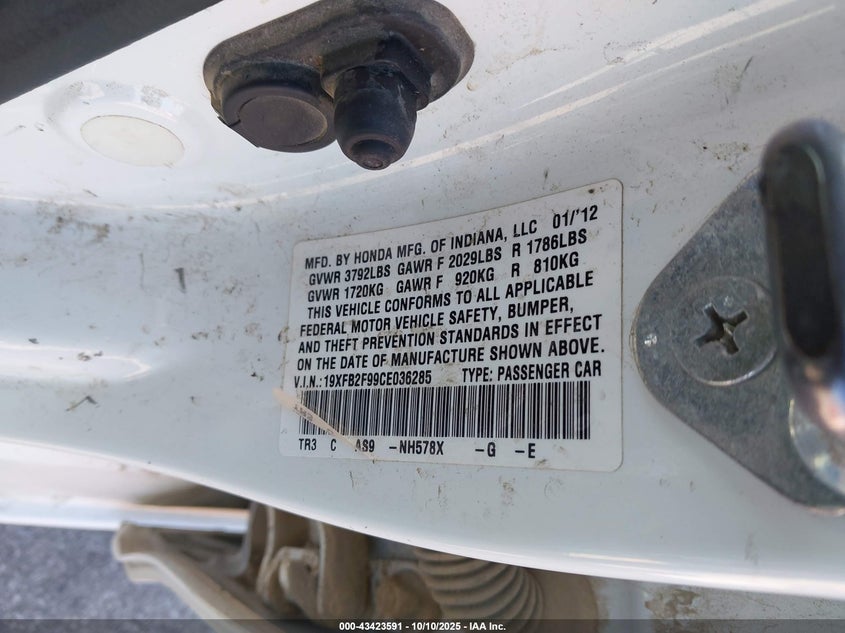 MFD. BY HONDA MFG. OF INDIANA, LLC 01/'12
GVWR 3792LBS GAWR F 2029LBS R 1786LBS
GVWR 1720KG GAWR F 920KG R 810KG
THIS VEHICLE CONFORMS TO ALL APPLICABLE
FEDERAL MOTOR VEHICLE SAFETY, BUMPER,
AND THEFT PREVENTION STANDARDS IN EFFECT
ON THE DATE OF MANUFACTURE SHOWN ABOVE.
V.I.N.:19XFB2F99CE036285 TYPE: PASSENGER CAR
TR3 C AS9 -NH578X -G -E
000-43423591 - 10/10/2025 - IAA Inc.